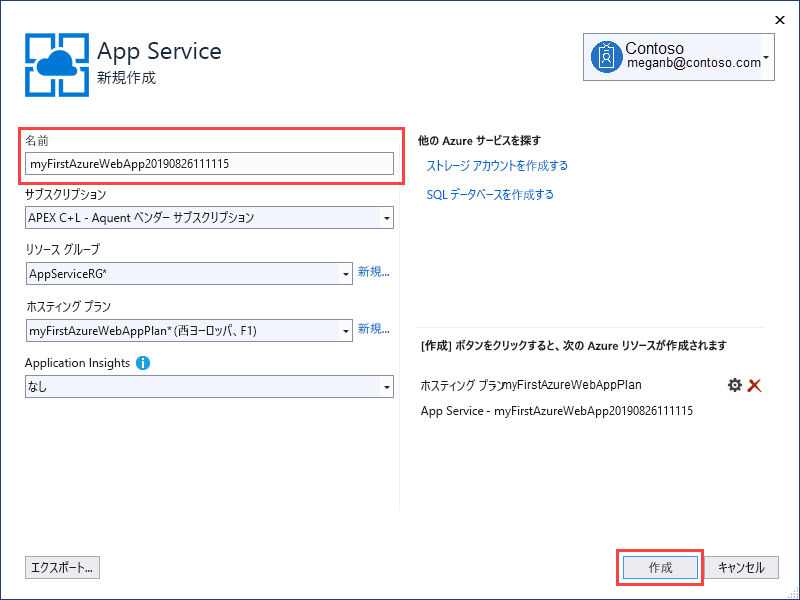 App Service
新規作成
Contoso
meganb@contoso.com
名前
myFirstAzureWebApp20190826111115
サブスクリプション
APEX C+L - Aquent ベンダー サブスクリプション
リソース グループ
AppServiceRG*
新規...
ホスティング プラン
myFirstAzureWebAppPlan* (西ヨーロッパ、F1)
新規...
Application Insights
なし
他の Azure サービスを探す
ストレージ アカウントを作成する
SQL データベースを作成する
[作成] ボタンをクリックすると、次の Azure リソースが作成されます
ホスティング プランmyFirstAzureWebAppPlan
App Service - myFirstAzureWebApp20190826111115
エクスポート...
作成
キャンセル